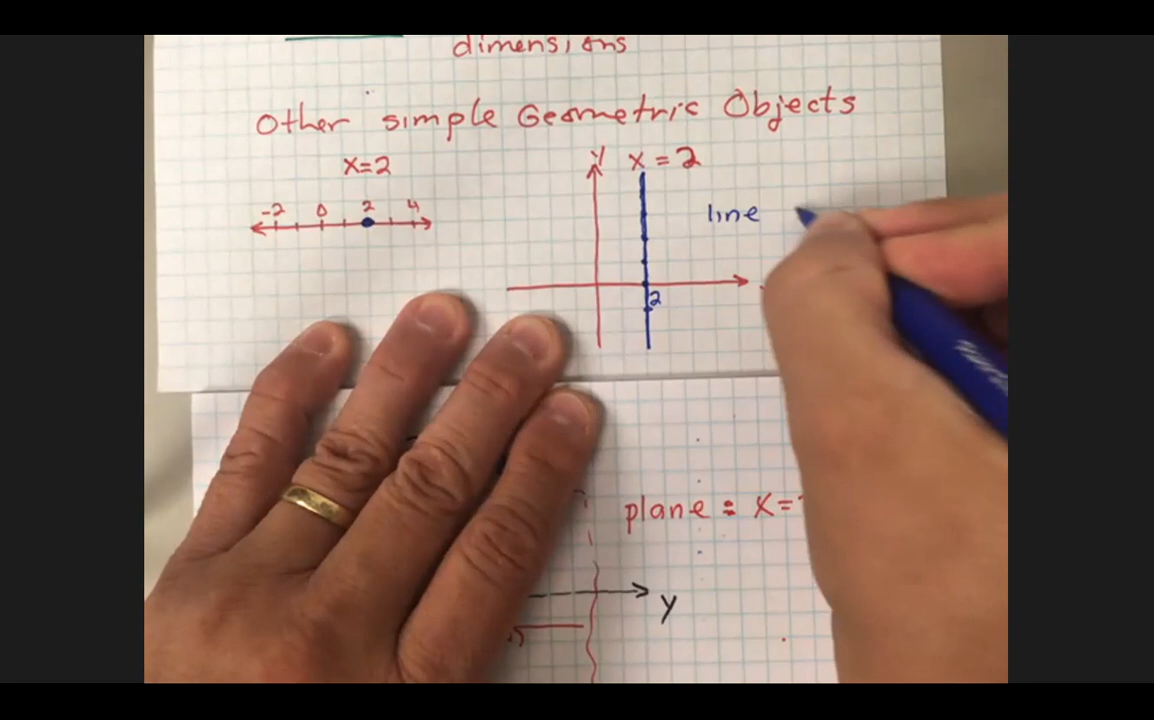 dimensions
Other simple Geometric Objects
x=2
-2 0 2 4
y x = 2
line
2
plane : x=
y